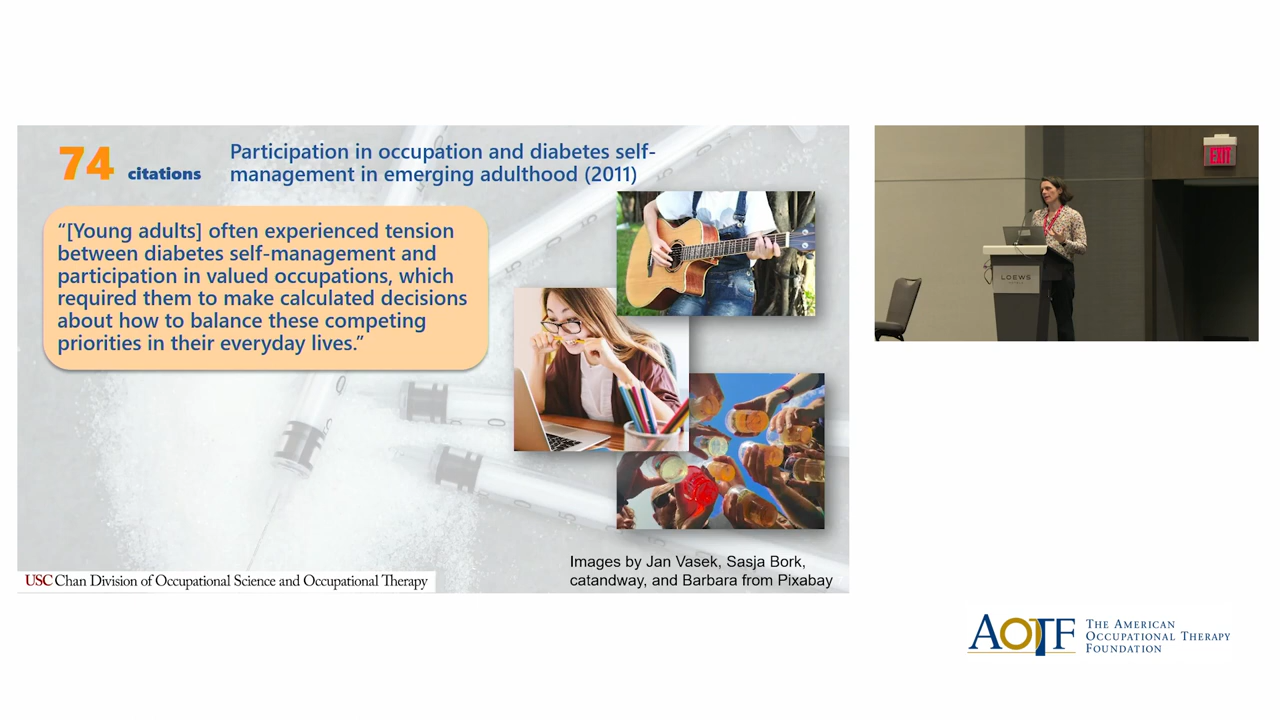 74 citations
Participation in occupation and diabetes self-
management in emerging adulthood (2011)
“[Young adults] often experienced tension
between diabetes self-management and
participation in valued occupations, which
required them to make calculated decisions
about how to balance these competing
priorities in their everyday lives.”
Images by Jan Vasek, Sasja Bork,
catandway, and Barbara from Pixabay
USC Chan Division of Occupational Science and Occupational Therapy
EXIT
LOEWS
AOTF
The American
Occupational Therapy
Foundation